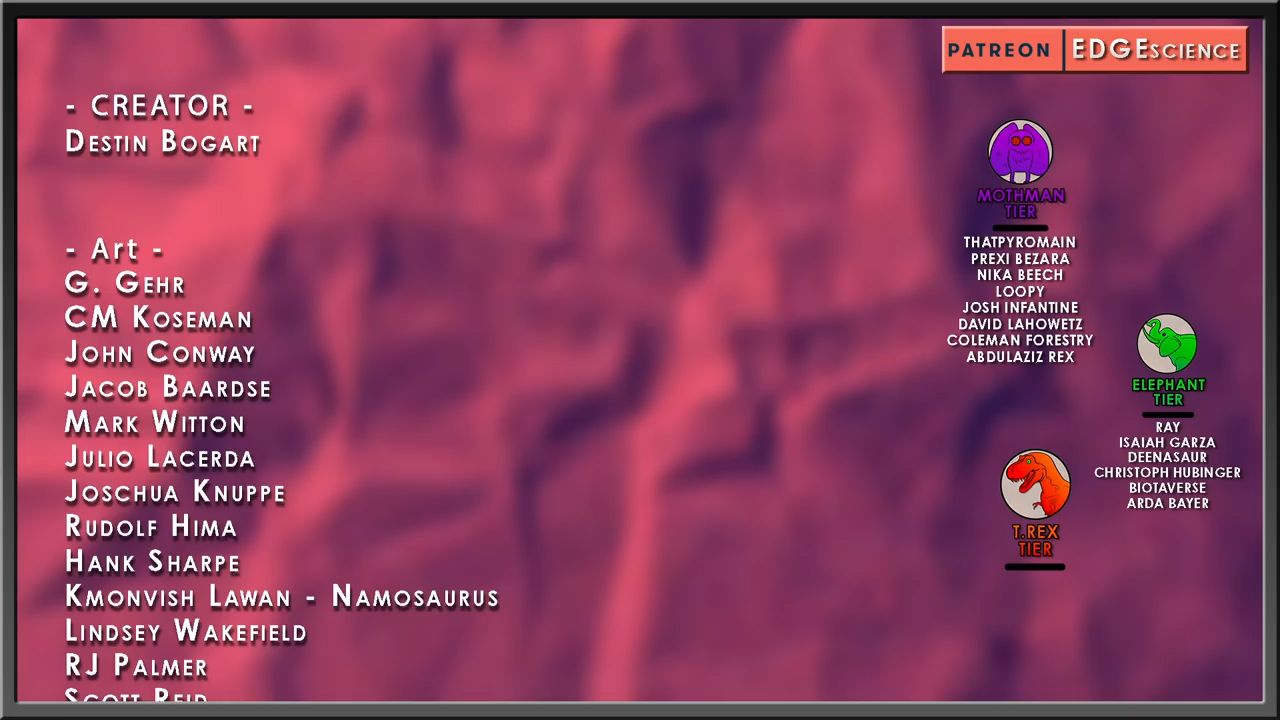 PATREON EDGESCIENCE
- CREATOR -
DESTIN BOGART
- Art -
G. GEHR
CM KOSEMAN
JOHN CONWAY
JACOB BAARDSE
MARK WITTON
JULIO LACERDA
JOSCHUA KNUPPE
RUDOLF HIMA
HANK SHARPE
KMONVISH LAWAN - NAMOSAURUS
LINDSEY WAKEFIELD
RJ PALMER
SCOTT REID
MOTHMAN
TIER
THATPYROMAIN
PREXI BEZARA
NIKA BEECH
LOOPY
JOSH INFANTINE
DAVID LAHOWETZ
COLEMAN FORESTRY
ABDULAZIZ REX
ELEPHANT
TIER
RAY
ISAIAH GARZA
DEENASAUR
CHRISTOPH HUBINGER
BIOTAVERSE
ARDA BAYER
T.REX
TIER